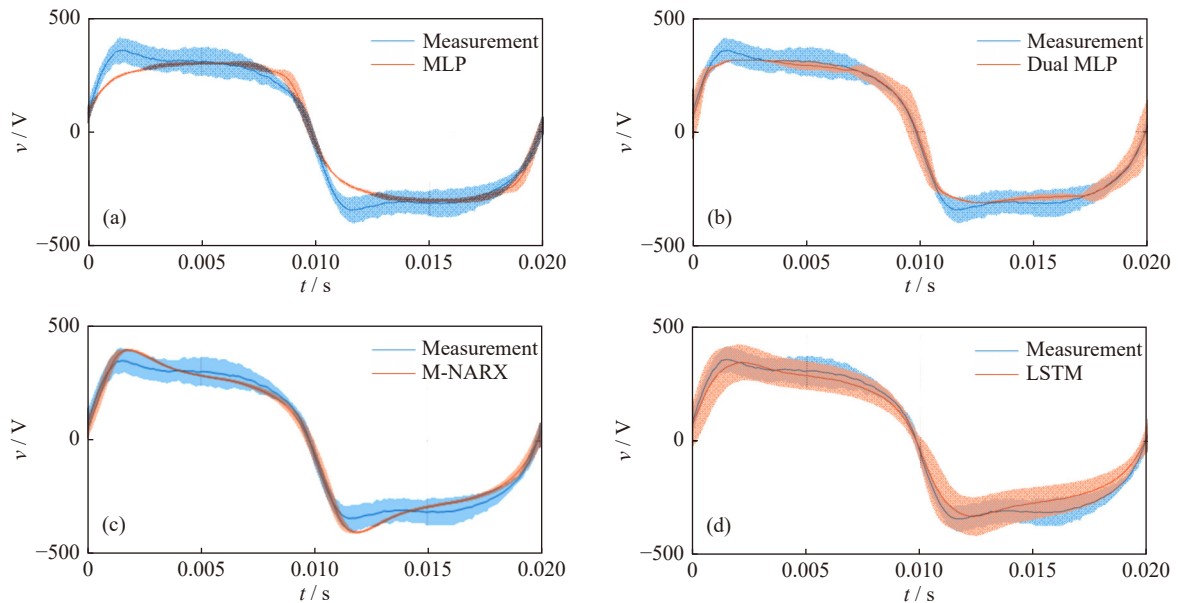 500
Measurement
MLP
v / V
0
(a)
−500
0
0.005
0.010
0.015
0.020
t / s
500
Measurement
Dual MLP
v / V
0
(b)
−500
0
0.005
0.010
0.015
0.020
t / s
500
Measurement
M-NARX
v / V
0
(c)
−500
0
0.005
0.010
0.015
0.020
t / s
500
Measurement
LSTM
v / V
0
(d)
−500
0
0.005
0.010
0.015
0.020
t / s